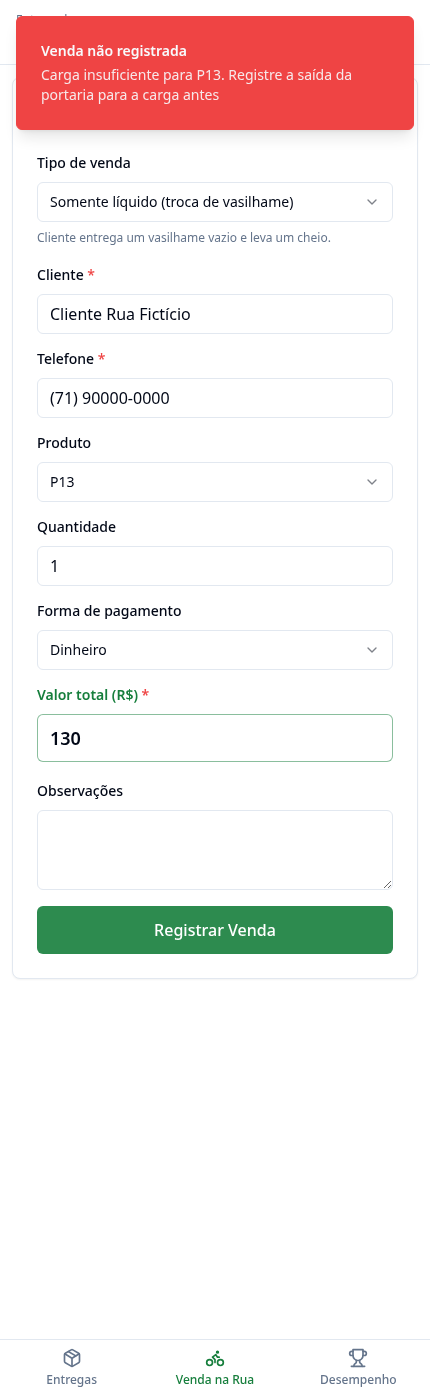 Venda não registrada
Carga insuficiente para P13. Registre a saída da
portaria para a carga antes
Tipo de venda
Somente líquido (troca de vasilhame)
Cliente entrega um vasilhame vazio e leva um cheio.
Cliente *
Cliente Rua Fictício
Telefone *
(71) 90000-0000
Produto
P13
Quantidade
1
Forma de pagamento
Dinheiro
Valor total (R$) *
130
Observações
Registrar Venda
Entregas
Venda na Rua
Desempenho